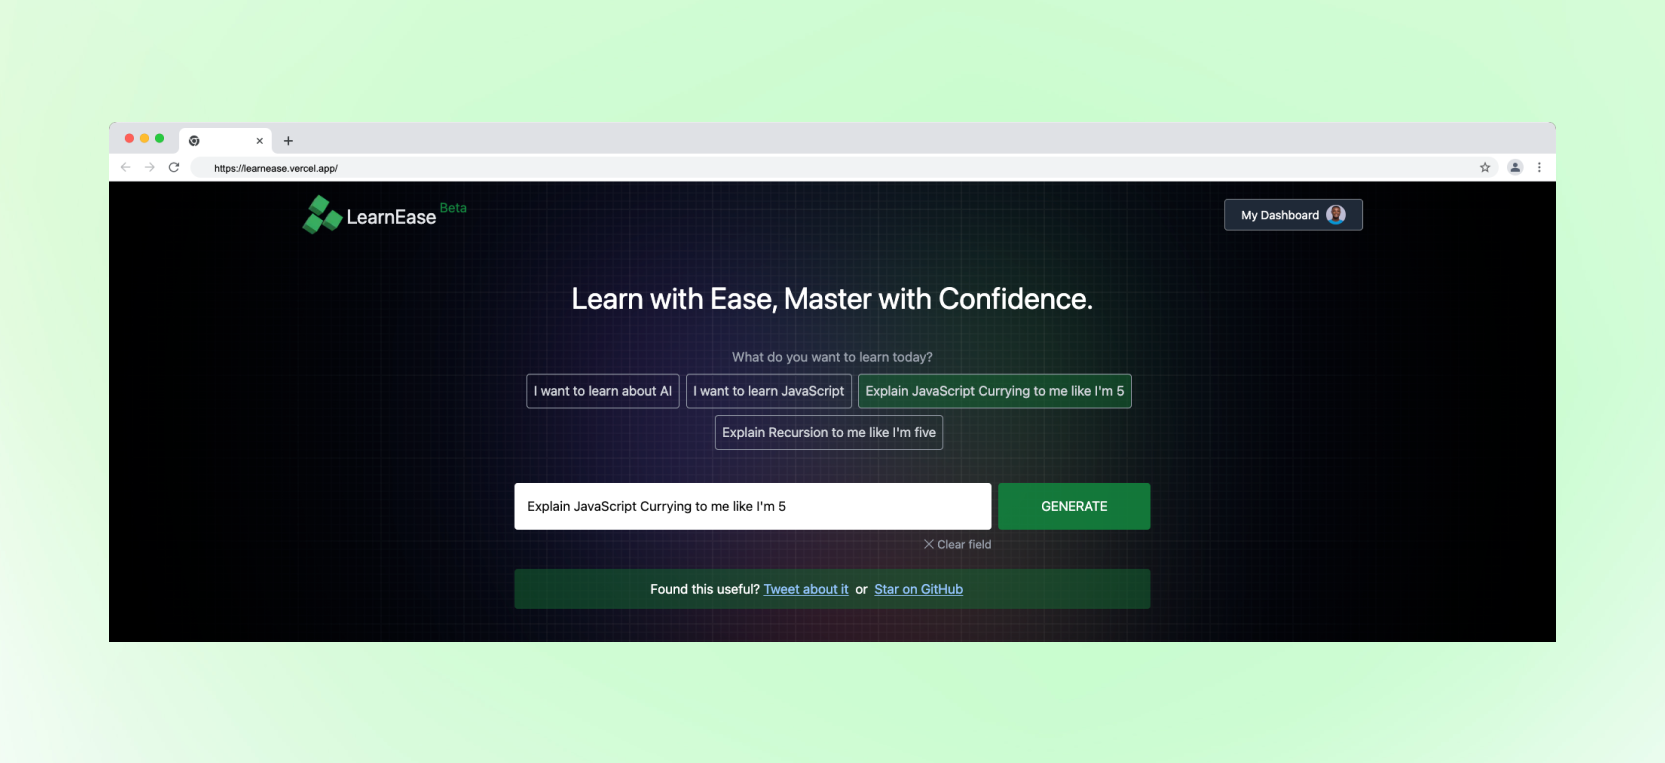 https://learnease.vercel.app/
LearnEase Beta
My Dashboard
Learn with Ease, Master with Confidence.
What do you want to learn today?
I want to learn about AI
I want to learn JavaScript
Explain JavaScript Currying to me like I'm 5
Explain Recursion to me like I'm five
Explain JavaScript Currying to me like I'm 5
GENERATE
Clear field
Found this useful? Tweet about it or Star on GitHub